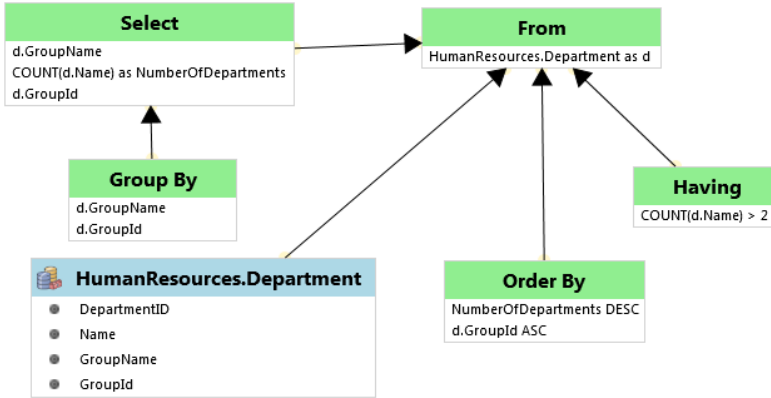 Select
d.GroupName
COUNT(d.Name) as NumberOfDepartments
d.GroupId
From
HumanResources.Department as d
Group By
d.GroupName
d.GroupId
Having
COUNT(d.Name) > 2
HumanResources.Department
DepartmentID
Name
GroupName
GroupId
Order By
NumberOfDepartments DESC
d.GroupId ASC